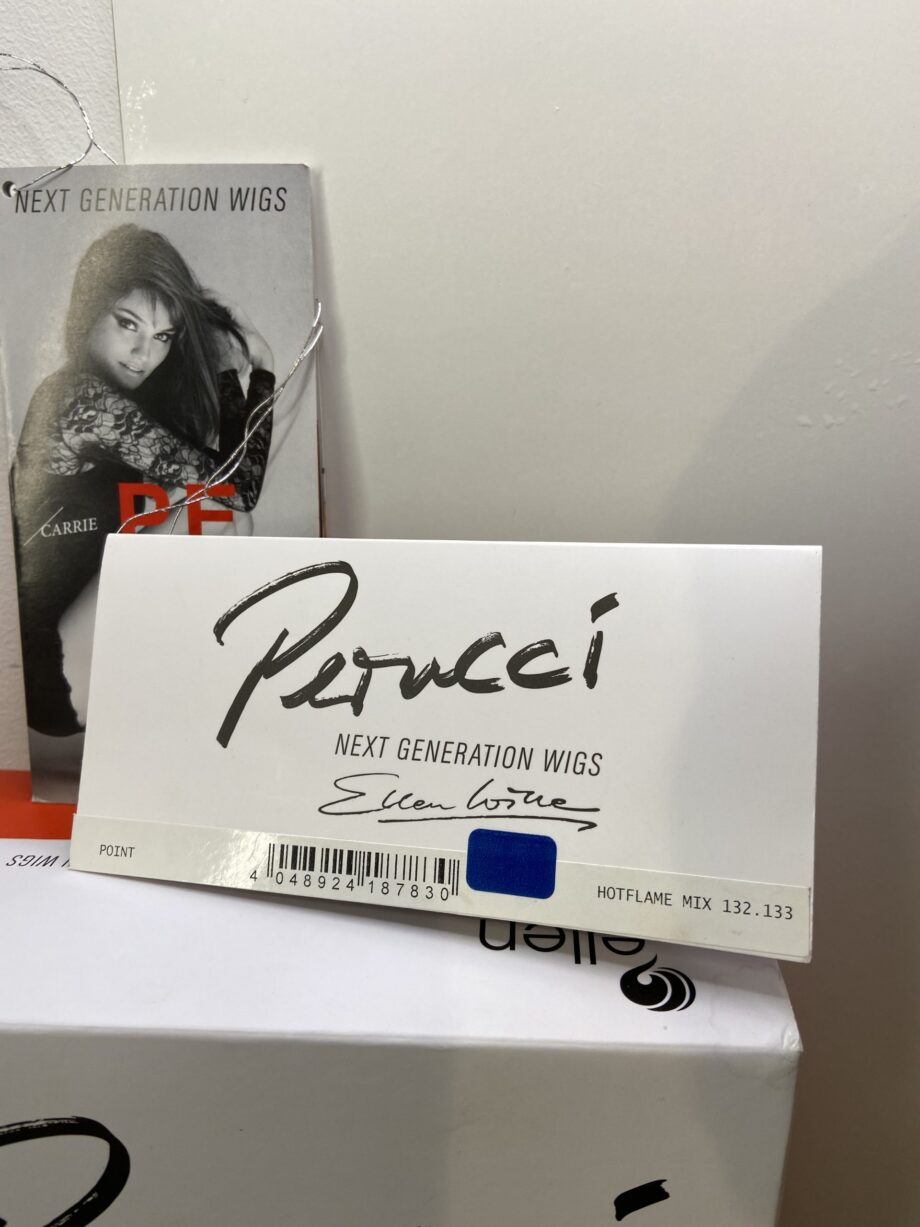 NEXT GENERATION WIGS
CARRIE
PE
Perucci
NEXT GENERATION WIGS
Ellen Wille
POINT
4 048924 187830
HOTFLAME MIX 132.133
WIGS
ellen